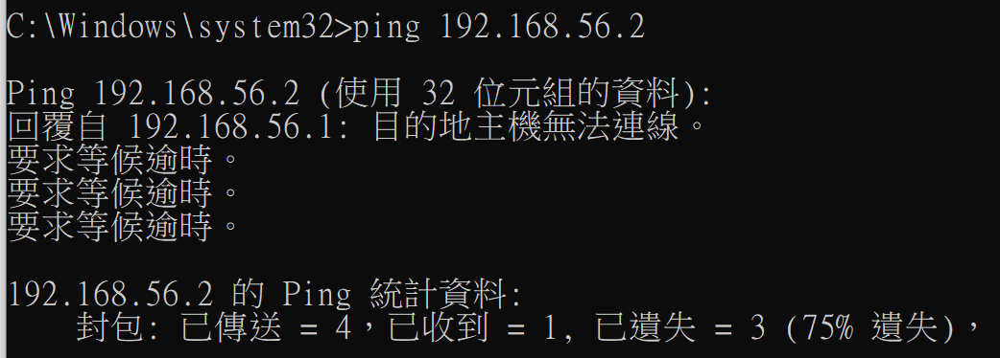 C:\Windows\system32>ping 192.168.56.2
Ping 192.168.56.2 (使用 32 位元組的資料):
回覆自 192.168.56.1: 目的地主機無法連線。
要求等候逾時。
要求等候逾時。
要求等候逾時。
192.168.56.2 的 Ping 統計資料:
封包: 已傳送 = 4，已收到 = 1, 已遺失 = 3 (75% 遺失)，